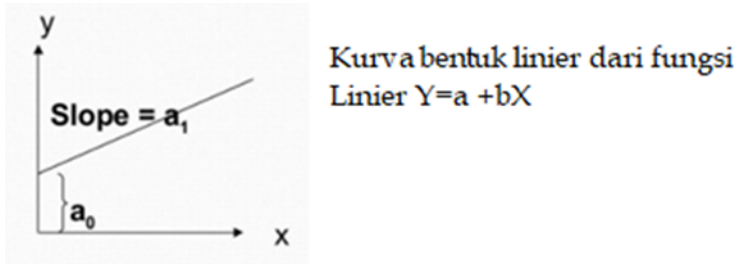 y
Kurva bentuk linier dari fungsi
Linier Y=a +bX
Slope = a₁
a₀
x